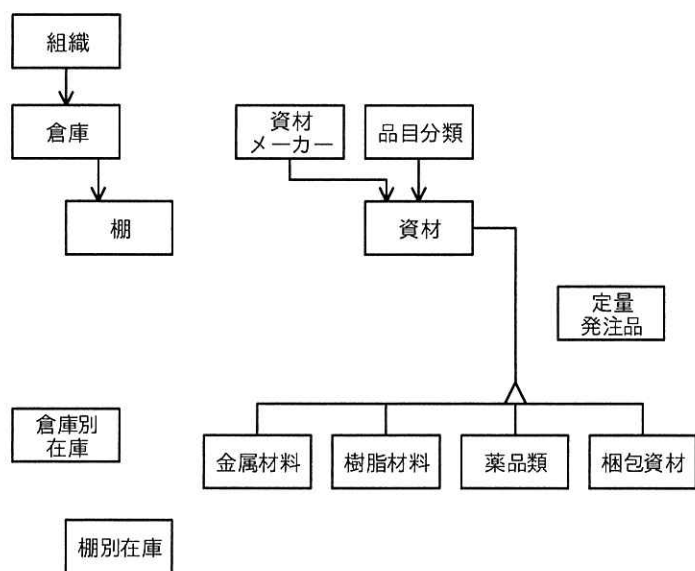 組織
倉庫
資材
メーカー
品目分類
棚
資材
定量
発注品
倉庫別
在庫
金属材料
樹脂材料
薬品類
梱包資材
棚別在庫